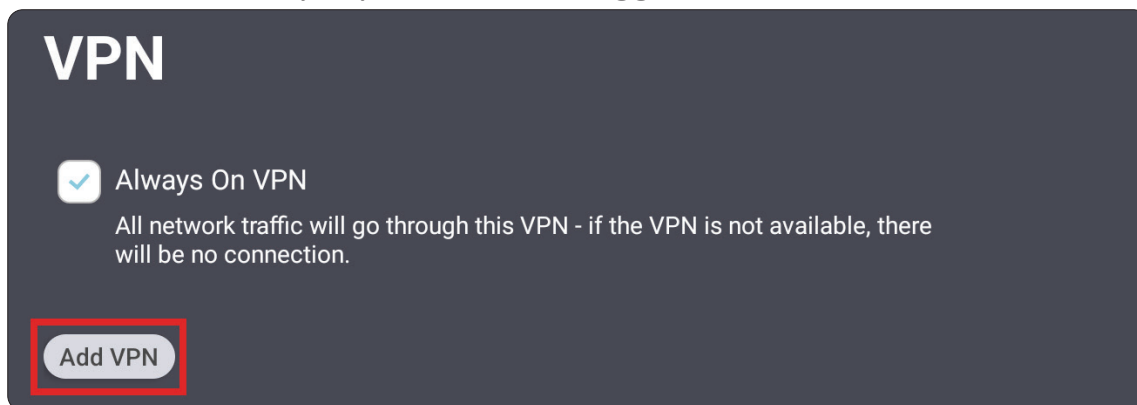 VPN
Always On VPN
All network traffic will go through this VPN - if the VPN is not available, there
will be no connection.
Add VPN